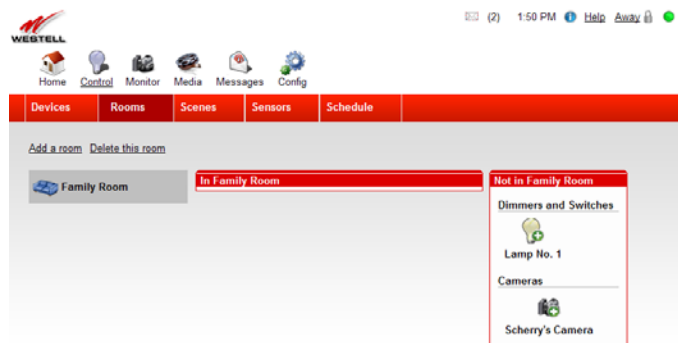 WESTELL
(2) 1:50 PM Help Away
Home Control Monitor Media Messages Config
Devices Rooms Scenes Sensors Schedule
Add a room Delete this room
Family Room
In Family Room
Not in Family Room
Dimmers and Switches
Lamp No. 1
Cameras
Scherry's Camera